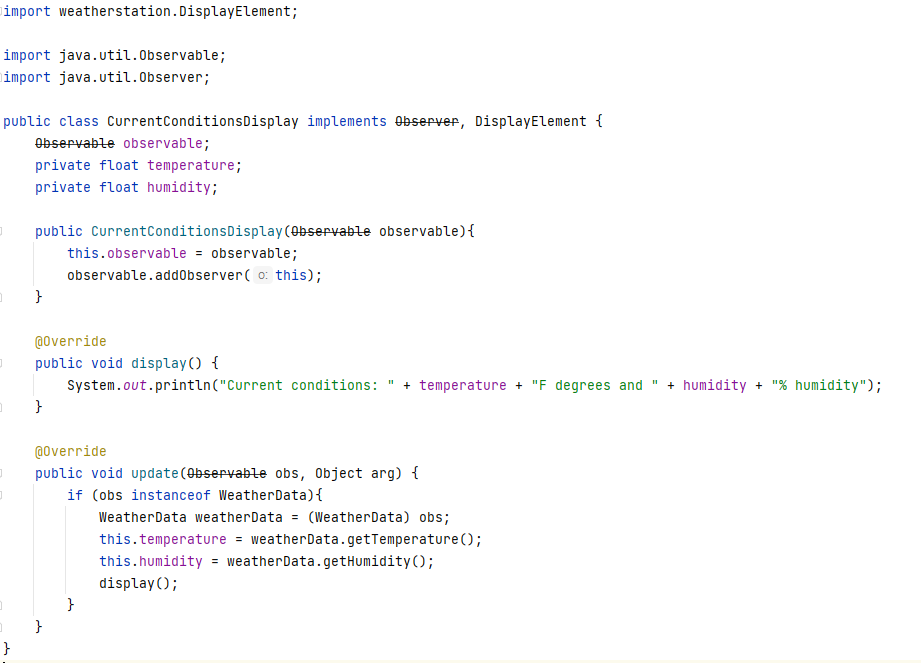 import weatherstation.DisplayElement;
import java.util.Observable;
import java.util.Observer;
public class CurrentConditionsDisplay implements Observer, DisplayElement {
    Observable observable;
    private float temperature;
    private float humidity;
    public CurrentConditionsDisplay(Observable observable){
        this.observable = observable;
        observable.addObserver( o: this);
    }
    @Override
    public void display() {
        System.out.println("Current conditions: " + temperature + "F degrees and " + humidity + "% humidity");
    }
    @Override
    public void update(Observable obs, Object arg) {
        if (obs instanceof WeatherData){
            WeatherData weatherData = (WeatherData) obs;
            this.temperature = weatherData.getTemperature();
            this.humidity = weatherData.getHumidity();
            display();
        }
    }
}